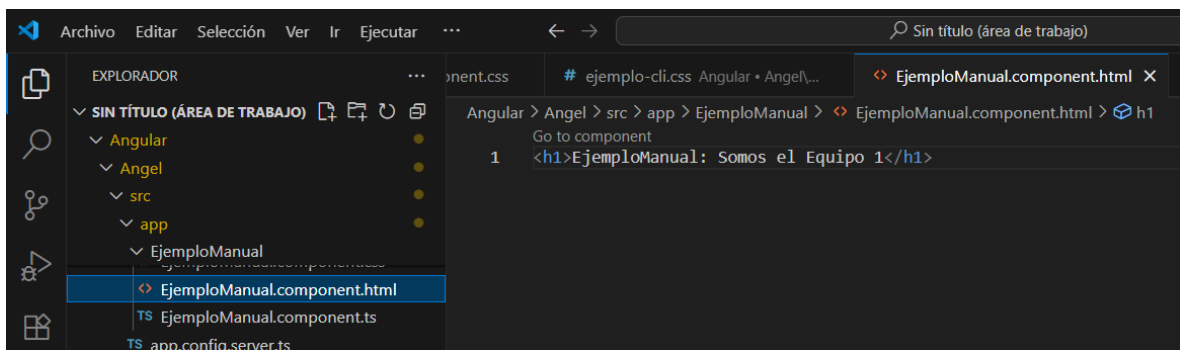 Archivo Editar Selección Ver Ir Ejecutar ···
Sin título (área de trabajo)
EXPLORADOR ···
onent.css
# ejemplo-cli.css Angular • Angel\...
<> EjemploManual.component.html ×
SIN TÍTULO (ÁREA DE TRABAJO)
Angular > Angel > src > app > EjemploManual > <> EjemploManual.component.html > h1
Angular
Go to component
1 <h1>EjemploManual: Somos el Equipo 1</h1>
Angel
src
app
EjemploManual
<> EjemploManual.component.html
TS EjemploManual.component.ts
TS app.config.server.ts